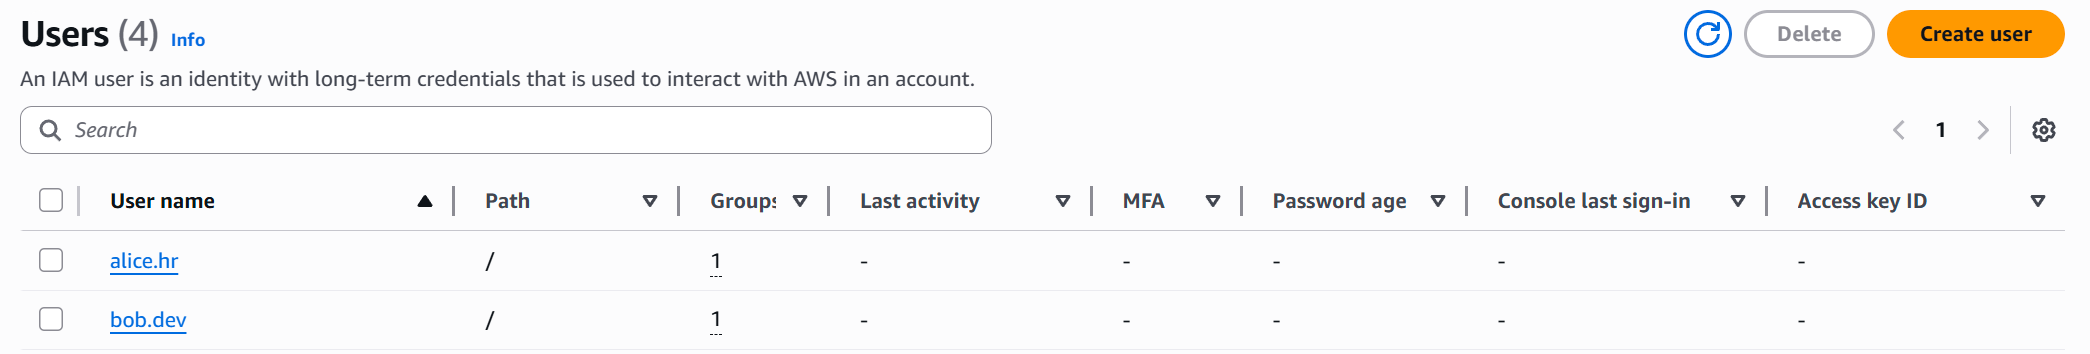 Users (4) Info
Delete
Create user
An IAM user is an identity with long-term credentials that is used to interact with AWS in an account.
Search
1
User name Path Groups Last activity MFA Password age Console last sign-in Access key ID
alice.hr / 1 - - - - -
bob.dev / 1 - - - - -